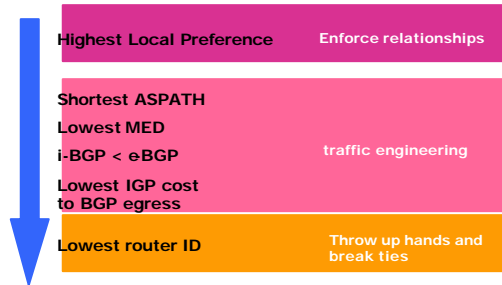 Highest Local Preference
Enforce relationships
Shortest ASPATH
Lowest MED
i-BGP < e-BGP
traffic engineering
Lowest IGP cost
to BGP egress
Lowest router ID
Throw up hands and
break ties